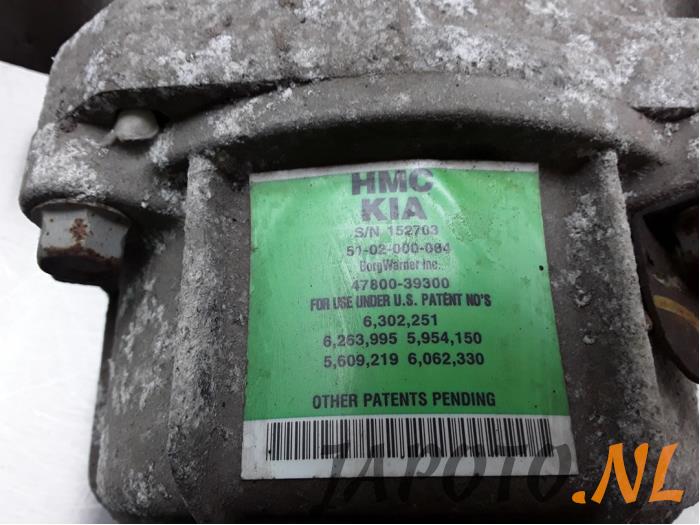 HMC
KIA
S/N 152703
51-02-000-004
BorgWarner Inc.
47800-39300
FOR USE UNDER U.S. PATENT NO'S
6,302,251
6,263,995 5,954,150
5,609,219 6,062,330
OTHER PATENTS PENDING
JAPOTO.NL